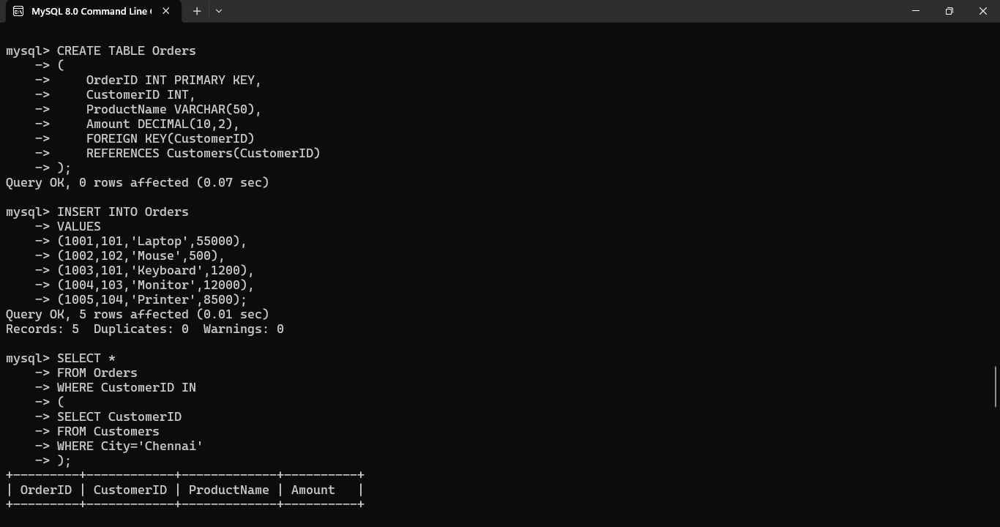 MySQL 8.0 Command Line
mysql> CREATE TABLE Orders
    -> (
    ->     OrderID INT PRIMARY KEY,
    ->     CustomerID INT,
    ->     ProductName VARCHAR(50),
    ->     Amount DECIMAL(10,2),
    ->     FOREIGN KEY(CustomerID)
    ->     REFERENCES Customers(CustomerID)
    -> );
Query OK, 0 rows affected (0.07 sec)
mysql> INSERT INTO Orders
    -> VALUES
    -> (1001,101,'Laptop',55000),
    -> (1002,102,'Mouse',500),
    -> (1003,101,'Keyboard',1200),
    -> (1004,103,'Monitor',12000),
    -> (1005,104,'Printer',8500);
Query OK, 5 rows affected (0.01 sec)
Records: 5  Duplicates: 0  Warnings: 0
mysql> SELECT *
    -> FROM Orders
    -> WHERE CustomerID IN
    -> (
    -> SELECT CustomerID
    -> FROM Customers
    -> WHERE City='Chennai'
    -> );
+---------+------------+-------------+----------+
| OrderID | CustomerID | ProductName | Amount   |
+---------+------------+-------------+----------+